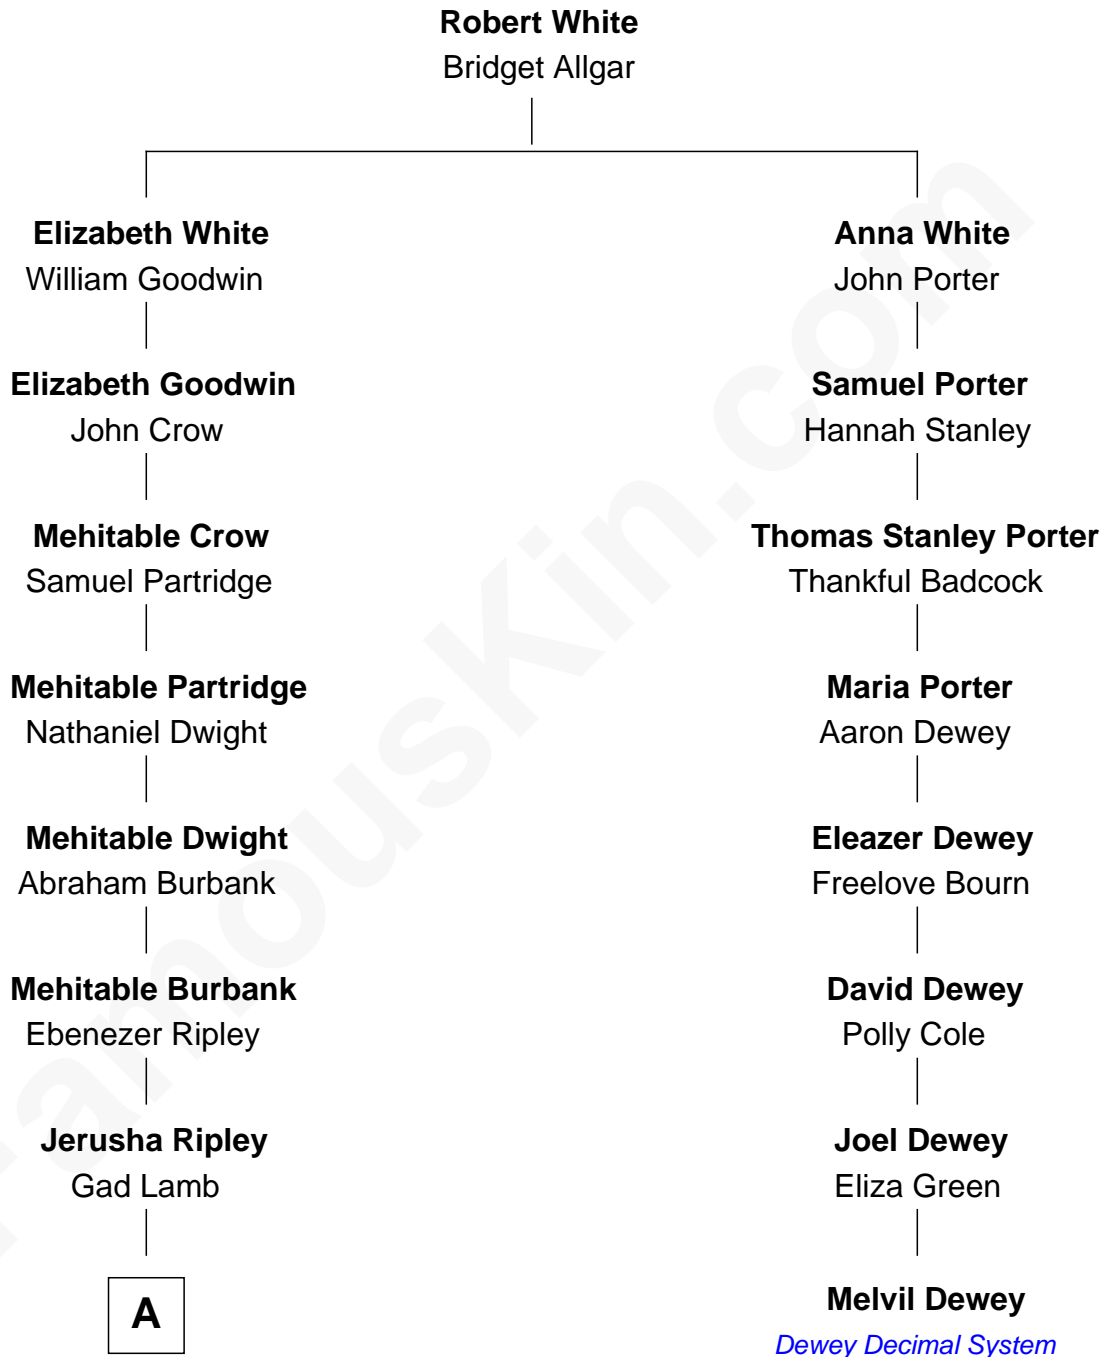 Robert White
Bridget Allgar
Elizabeth White
William Goodwin
Elizabeth Goodwin
John Crow
Mehitable Crow
Samuel Partridge
Mehitable Partridge
Nathaniel Dwight
Mehitable Dwight
Abraham Burbank
Mehitable Burbank
Ebenezer Ripley
Jerusha Ripley
Gad Lamb
A
Anna White
John Porter
Samuel Porter
Hannah Stanley
Thomas Stanley Porter
Thankful Badcock
Maria Porter
Aaron Dewey
Eleazer Dewey
Freelove Bourn
David Dewey
Polly Cole
Joel Dewey
Eliza Green
Melvil Dewey
Dewey Decimal System
FamousKin.com